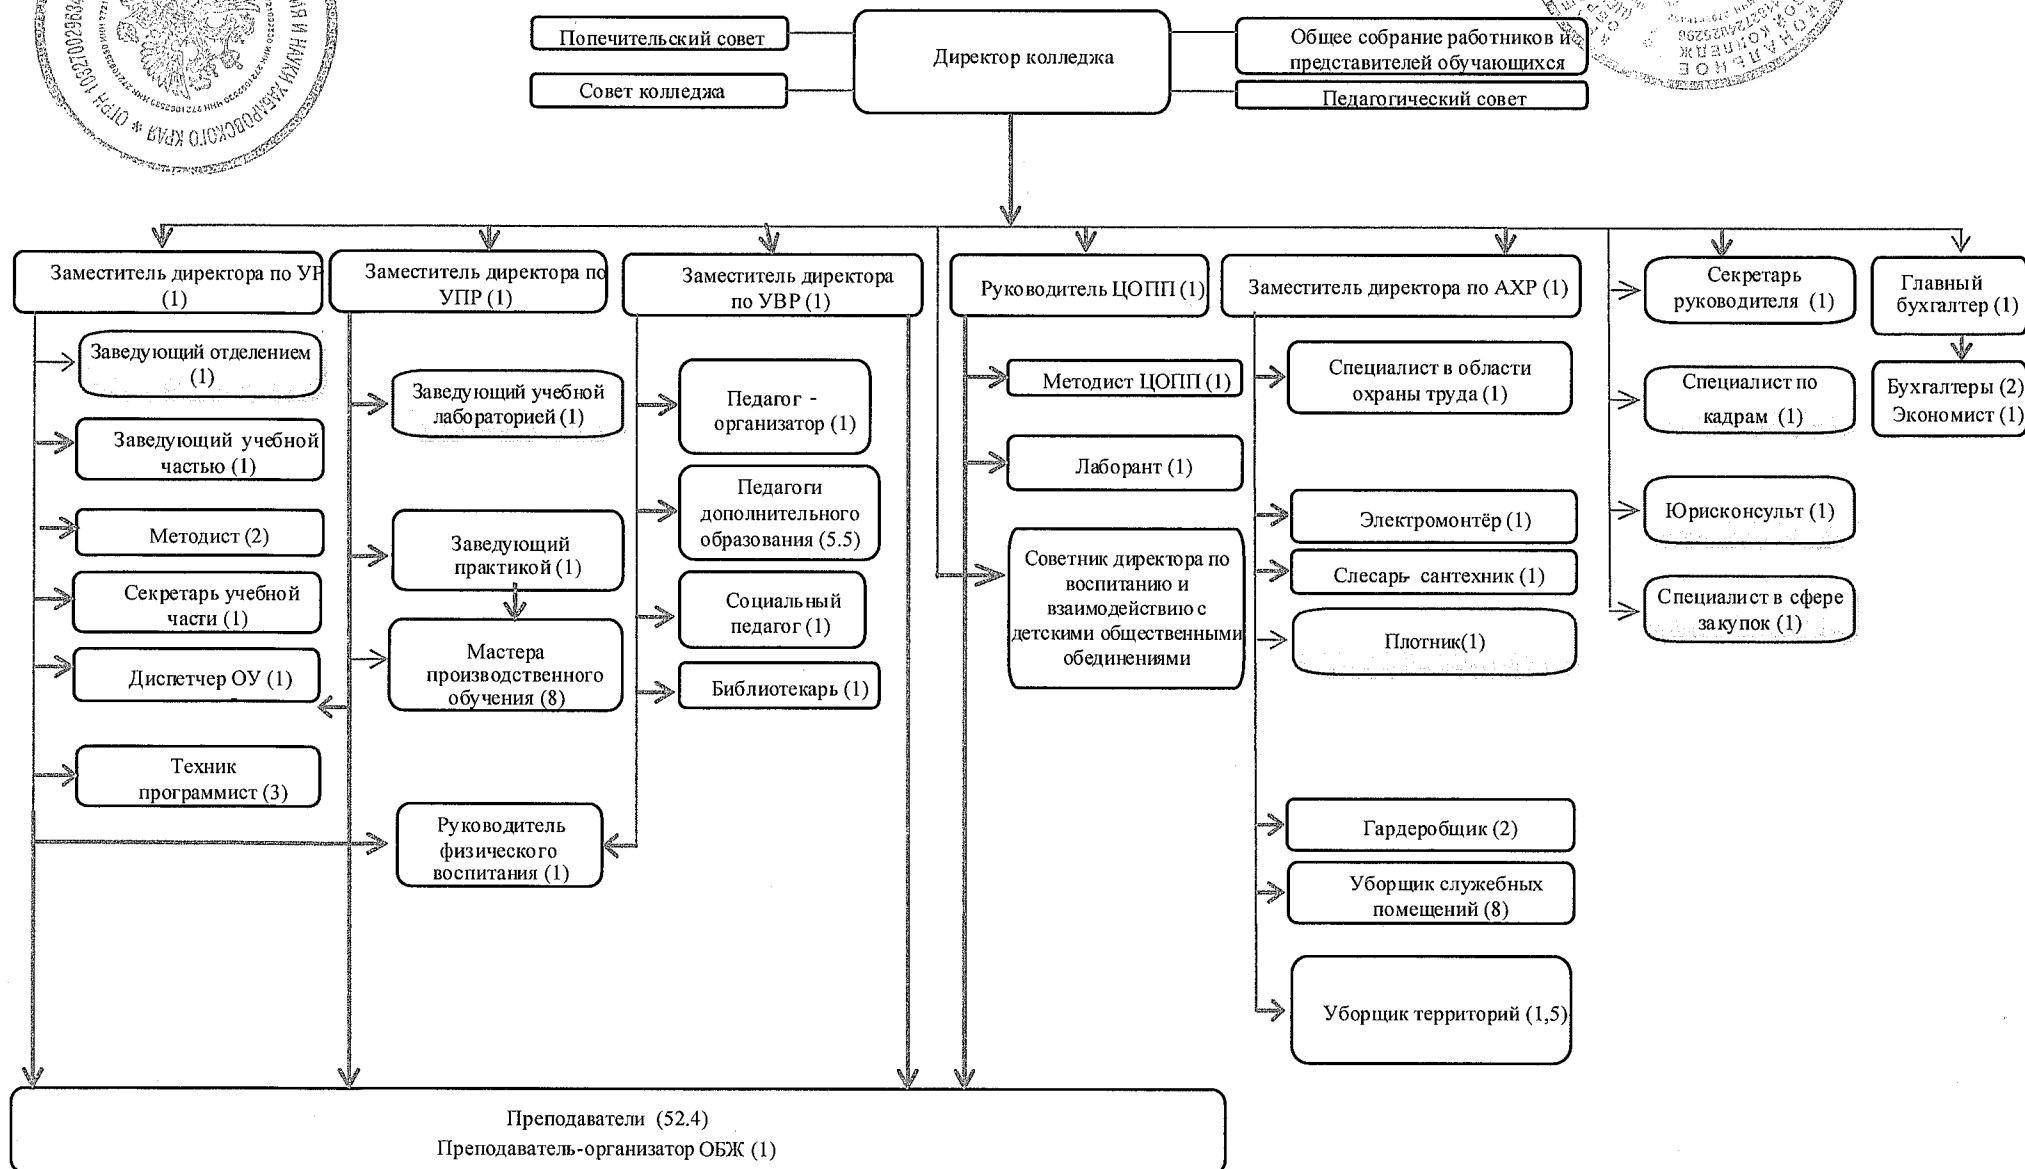 Попечительский совет
Совет колледжа
Директор колледжа
Общее собрание работников и
представителей обучающихся
Педагогический совет
Заместитель директора по УР
(1)
Заведующий отделением
(1)
Заведующий учебной
частью (1)
Методист (2)
Секретарь учебной
части (1)
Диспетчер ОУ (1)
Техник
программист (3)
Заместитель директора по
УПР (1)
Заведующий учебной
лабораторией (1)
Заведующий
практикой (1)
Мастера
производственного
обучения (8)
Руководитель
физического
воспитания (1)
Заместитель директора
по УВР (1)
Педагог -
организатор (1)
Педагоги
дополнительного
образования (5.5)
Социальный
педагог (1)
Библиотекарь (1)
Руководитель ЦОПП (1)
Методист ЦОПП (1)
Лаборант (1)
Советник директора по
воспитанию и
взаимодействию с
детскими общественными
обединениями
Заместитель директора по АХР (1)
Специалист в области
охраны труда (1)
Электромонтёр (1)
Слесарь- сантехник (1)
Плотник(1)
Гардеробщик (2)
Уборщик служебных
помещений (8)
Уборщик территорий (1,5)
Секретарь
руководителя (1)
Специалист по
кадрам (1)
Юрисконсульт (1)
Специалист в сфере
закупок (1)
Главный
бухгалтер (1)
Бухгалтеры (2)
Экономист (1)
Преподаватели (52.4)
Преподаватель-организатор ОБЖ (1)